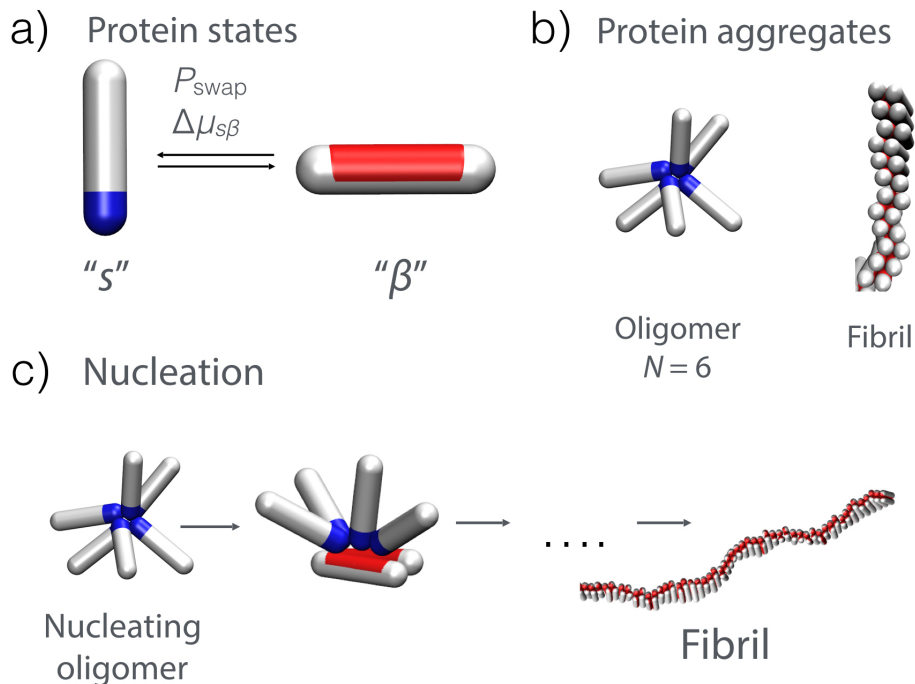 a) Protein states
P_swap
Δμ_sβ
“s”
“β”
b) Protein aggregates
Oligomer
N = 6
Fibril
c) Nucleation
Nucleating
oligomer
....
Fibril